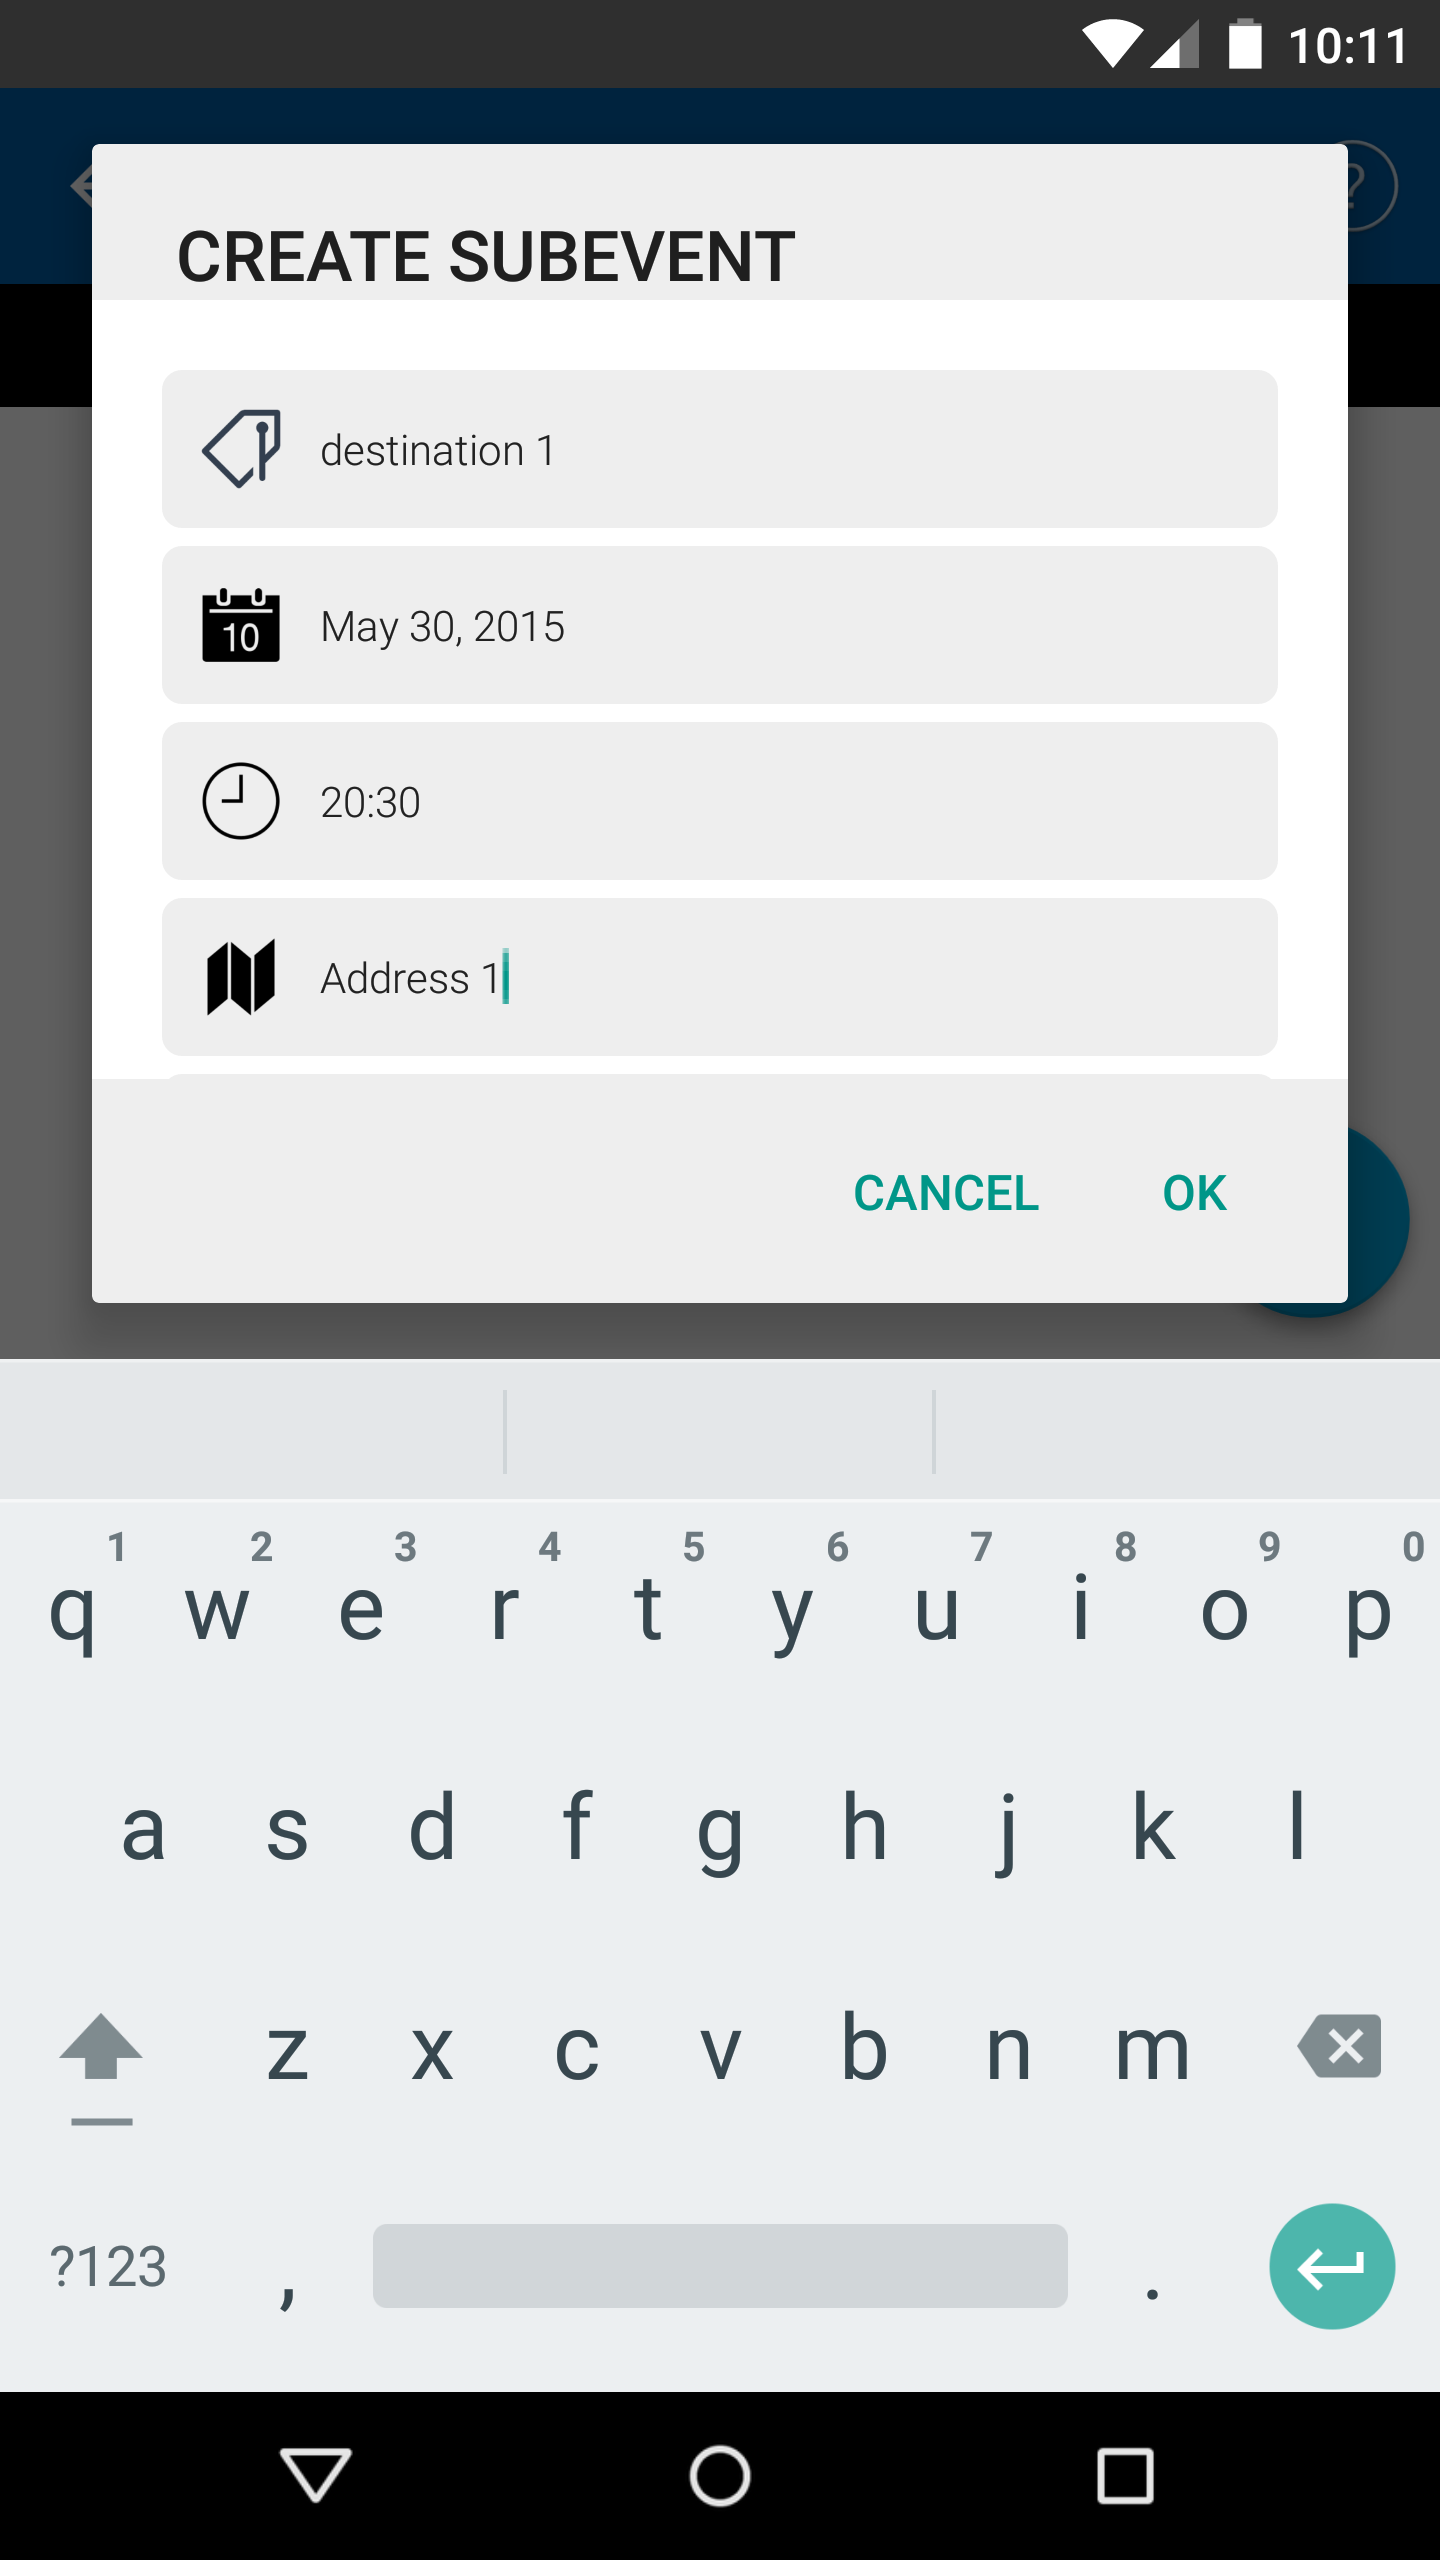 10:11
?
CREATE SUBEVENT
destination 1
10
May 30, 2015
20:30
Address 1
CANCEL OK
1 2 3 4 5 6 7 8 9 0
q w e r t y u i o p
a s d f g h j k l
z x c v b n m
?123 , .